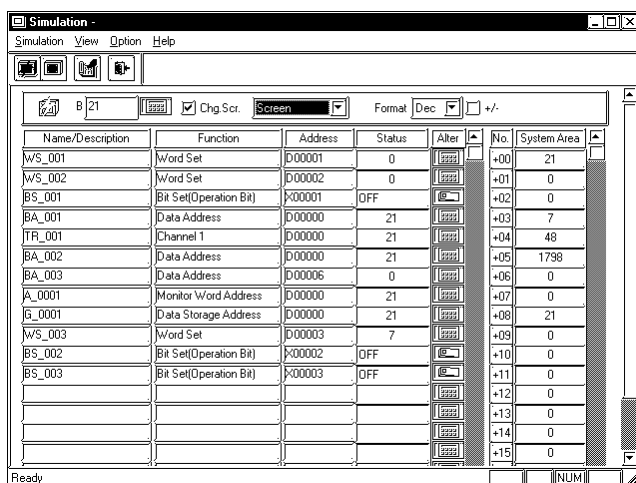 Simulation -
Simulation View Option Help
B 21 Chg.Scr. Screen Format Dec +/-
Name/Description Function Address Status Alter No. System Area
WS_001 Word Set D00001 0 +00 21
WS_002 Word Set D00002 0 +01 0
BS_001 Bit Set(Operation Bit) X00001 OFF +02 0
BA_001 Data Address D00000 21 +03 7
TR_001 Channel 1 D00000 21 +04 48
BA_002 Data Address D00000 21 +05 1798
BA_003 Data Address D00006 0 +06 0
A_0001 Monitor Word Address D00000 21 +07 0
G_0001 Data Storage Address D00000 21 +08 21
WS_003 Word Set D00003 7 +09 0
BS_002 Bit Set(Operation Bit) X00002 OFF +10 0
BS_003 Bit Set(Operation Bit) X00003 OFF +11 0
+12 0
+13 0
+14 0
+15 0
Ready NUM